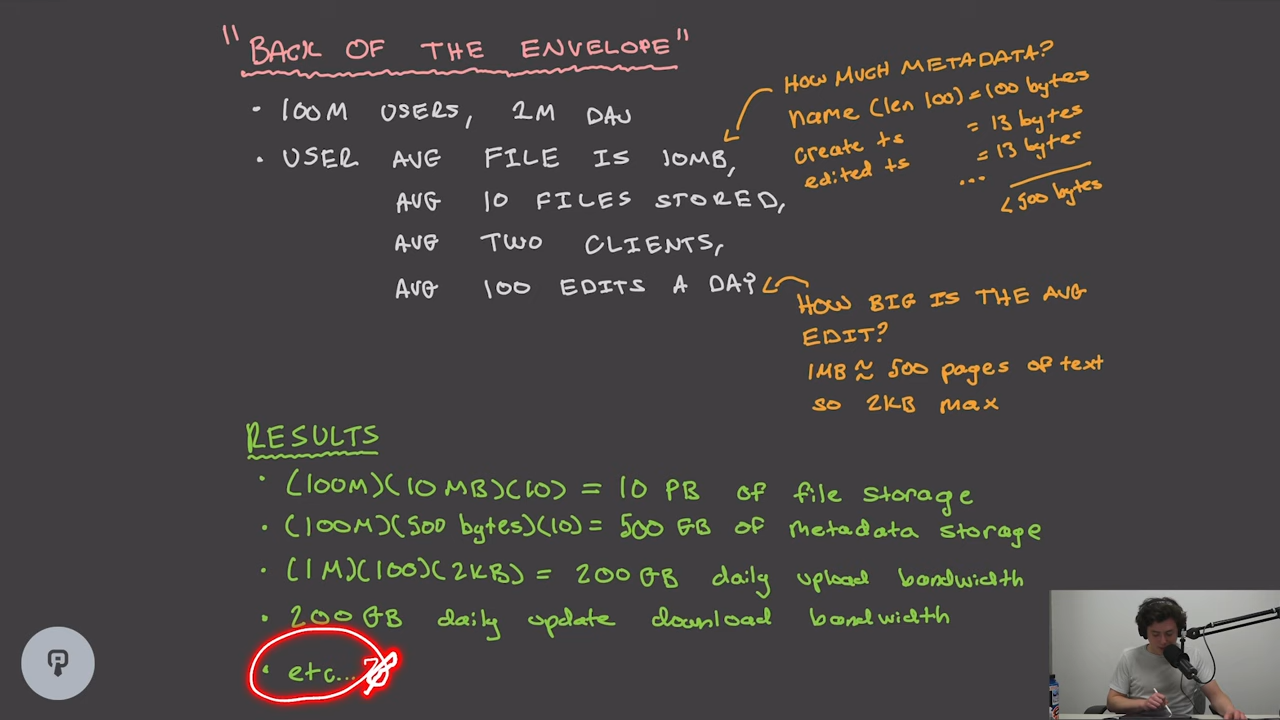 "BACK OF THE ENVELOPE"
• 100M USERS, 2M DAU
• USER AVG FILE IS 10MB,
AVG 10 FILES STORED,
AVG TWO CLIENTS,
AVG 100 EDITS A DAY
HOW MUCH METADATA?
name (len 100) = 100 bytes
create ts = 13 bytes
edited ts = 13 bytes
...
<500 bytes
HOW BIG IS THE AVG
EDIT?
1MB ≈ 500 pages of text
so 2KB max
RESULTS
• (100M)(10 MB)(10) = 10 PB of file storage
• (100M)(500 bytes)(10) = 500 GB of metadata storage
• (1M)(100)(2KB) = 200 GB daily upload bandwidth
• 200 GB daily update download bandwidth
• etc...